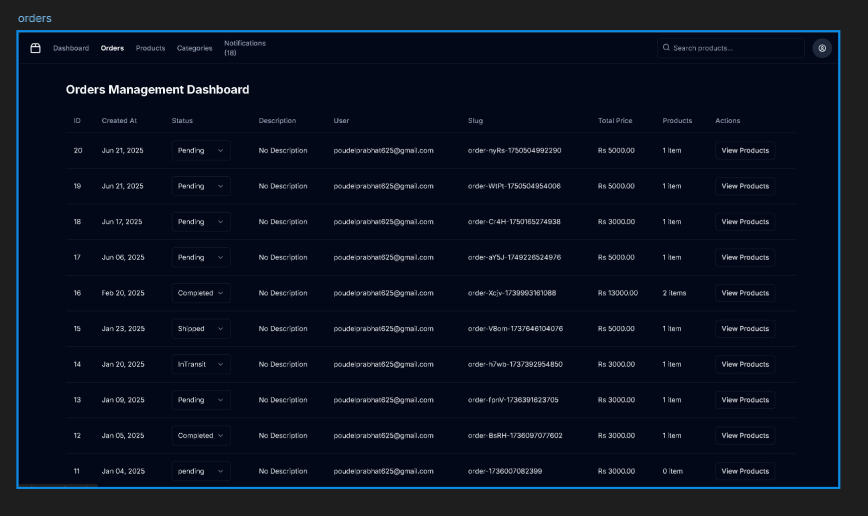 orders
Dashboard Orders Products Categories Notifications (18) Search products...
Orders Management Dashboard
ID Created At Status Description User Slug Total Price Products Actions
20 Jun 21, 2025 Pending No Description poudelprabhat625@gmail.com order-nyRs-1750504992290 Rs 5000.00 1 item View Products
19 Jun 21, 2025 Pending No Description poudelprabhat625@gmail.com order-WtPt-1750504954006 Rs 5000.00 1 item View Products
18 Jun 17, 2025 Pending No Description poudelprabhat625@gmail.com order-Cr4H-1750165274938 Rs 3000.00 1 item View Products
17 Jun 06, 2025 Pending No Description poudelprabhat625@gmail.com order-aY5J-1749226524976 Rs 5000.00 1 item View Products
16 Feb 20, 2025 Completed No Description poudelprabhat625@gmail.com order-Xcjv-1739993161088 Rs 13000.00 2 items View Products
15 Jan 23, 2025 Shipped No Description poudelprabhat625@gmail.com order-V8om-1737646104076 Rs 5000.00 1 item View Products
14 Jan 20, 2025 InTransit No Description poudelprabhat625@gmail.com order-h7wb-1737392954850 Rs 3000.00 1 item View Products
13 Jan 09, 2025 Pending No Description poudelprabhat625@gmail.com order-fpnV-1736391623705 Rs 3000.00 1 item View Products
12 Jan 05, 2025 Completed No Description poudelprabhat625@gmail.com order-BsRH-1736097077602 Rs 3000.00 1 item View Products
11 Jan 04, 2025 pending No Description poudelprabhat625@gmail.com order-1736007082399 Rs 3000.00 0 item View Products